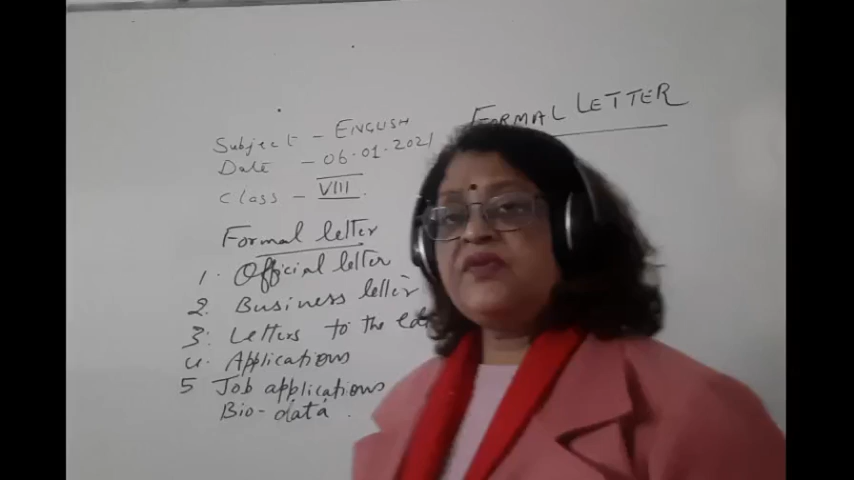 FORMAL LETTER
Subject - ENGLISH
Date - 06.01.2021
Class - VIII.
Formal letter
1. Official letter
2. Business letter
3. Letters to the
4. Applications
5 Job applications
Bio-data.